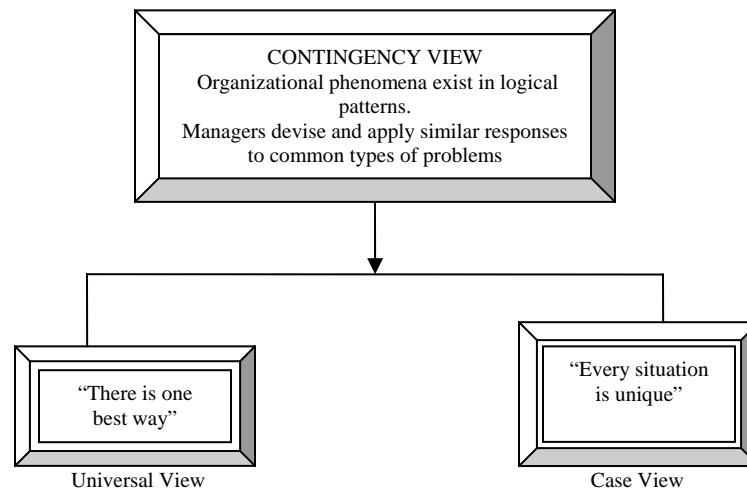 CONTINGENCY VIEW
Organizational phenomena exist in logical
patterns.
Managers devise and apply similar responses
to common types of problems
“There is one
best way”
Universal View
“Every situation
is unique”
Case View